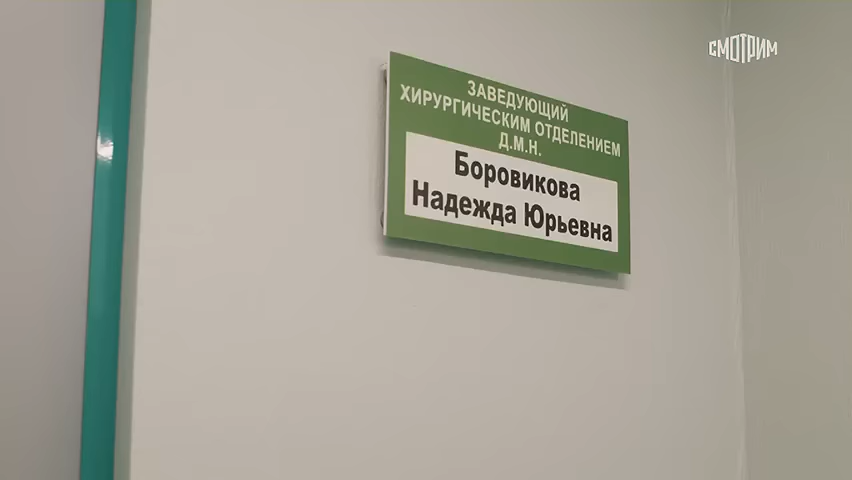 СМОТРИМ
ЗАВЕДУЮЩИЙ
ХИРУРГИЧЕСКИМ ОТДЕЛЕНИЕМ
Д.М.Н.
Боровикова
Надежда Юрьевна